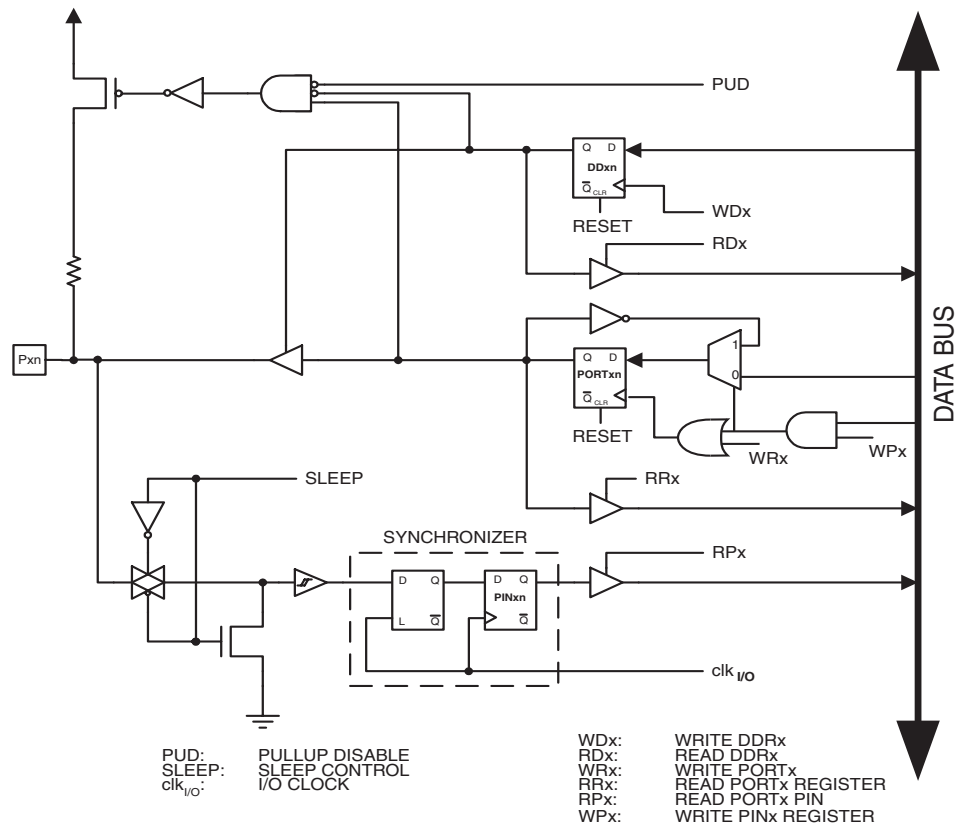 PUD
Q D
DDxn
Q CLR
WDx
RESET
RDx
Pxn
1
Q D
PORTxn
0
Q CLR
RESET
WRx
WPx
DATA BUS
SLEEP
RRx
SYNCHRONIZER
RPx
D Q
D Q
PINxn
L Q
Q
clk I/O
PUD: PULLUP DISABLE
SLEEP: SLEEP CONTROL
clkI/O: I/O CLOCK
WDx: WRITE DDRx
RDx: READ DDRx
WRx: WRITE PORTx
RRx: READ PORTx REGISTER
RPx: READ PORTx PIN
WPx: WRITE PINx REGISTER